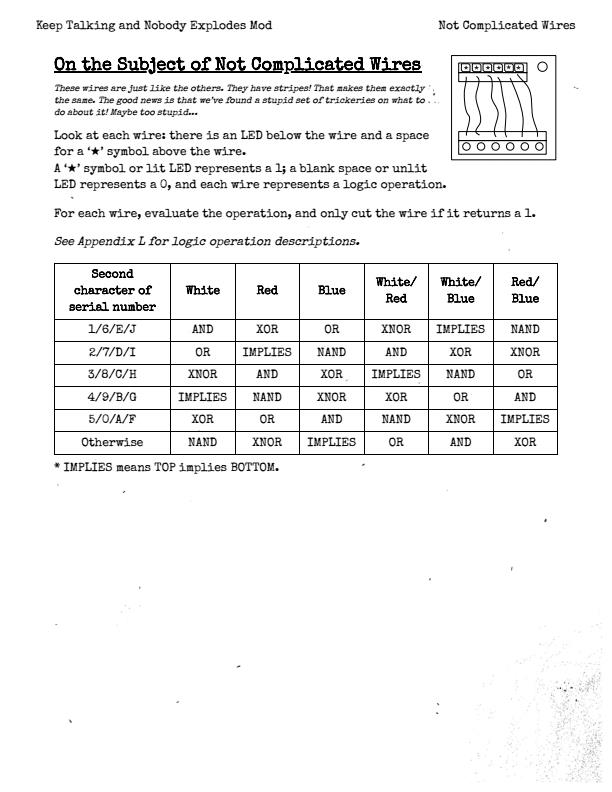 Keep Talking and Nobody Explodes Mod Not Complicated Wires
On the Subject of Not Complicated Wires
These wires are just like the others. They have stripes! That makes them exactly
the same. The good news is that we've found a stupid set of trickeries on what to
do about it! Maybe too stupid...
Look at each wire: there is an LED below the wire and a space
for a ‘★’ symbol above the wire.
A ‘★’ symbol or lit LED represents a 1; a blank space or unlit
LED represents a 0, and each wire represents a logic operation.
For each wire, evaluate the operation, and only cut the wire if it returns a 1.
See Appendix L for logic operation descriptions.
Second
character of
serial number White Red Blue White/
Red White/
Blue Red/
Blue
1/6/E/J AND XOR OR XNOR IMPLIES NAND
2/7/D/I OR IMPLIES NAND AND XOR XNOR
3/8/C/H XNOR AND XOR IMPLIES NAND OR
4/9/B/G IMPLIES NAND XNOR XOR OR AND
5/0/A/F XOR OR AND NAND XNOR IMPLIES
Otherwise NAND XNOR IMPLIES OR AND XOR
* IMPLIES means TOP implies BOTTOM.